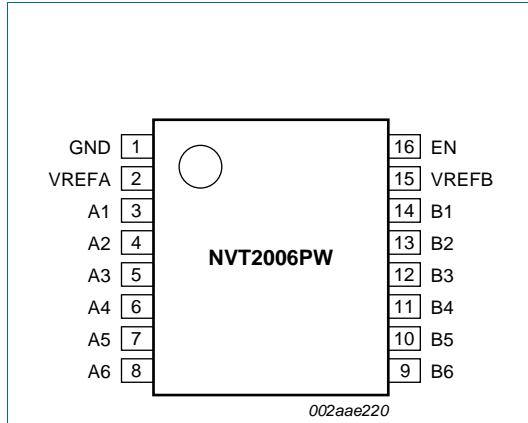 GND 1 16 EN
VREFA 2 15 VREFB
A1 3 14 B1
A2 4 13 B2
NVT2006PW
A3 5 12 B3
A4 6 11 B4
A5 7 10 B5
A6 8 9 B6
002aae220